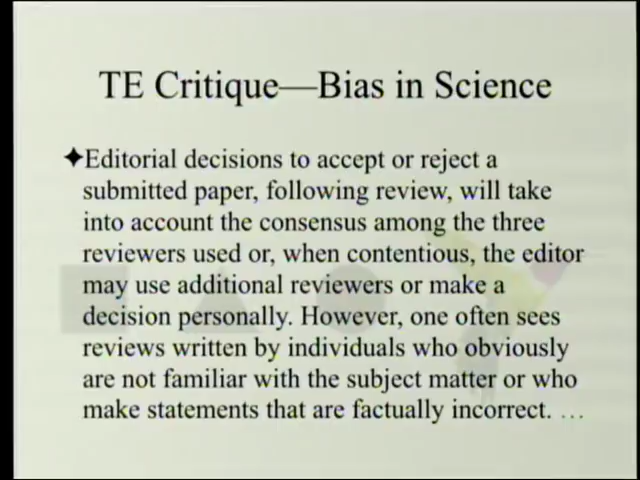 TE Critique—Bias in Science
✦Editorial decisions to accept or reject a
submitted paper, following review, will take
into account the consensus among the three
reviewers used or, when contentious, the editor
may use additional reviewers or make a
decision personally. However, one often sees
reviews written by individuals who obviously
are not familiar with the subject matter or who
make statements that are factually incorrect. …